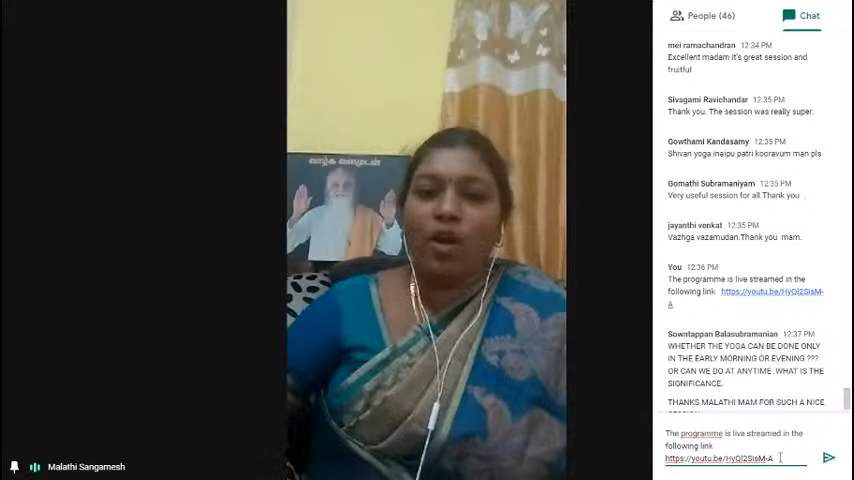 People (46)
Chat
mei ramachandran 12:34 PM
Excellent madam it's great session and
fruitful
Sivagami Ravichandar 12:35 PM
Thank you. The session was really super.
Gowthami Kandasamy 12:35 PM
Shivan yoga inaipu patri kooravum man pls
Gomathi Subramaniyam 12:35 PM
Very useful session for all.Thank you .
jayanthi venkat 12:35 PM
Vazhga vazamudan.Thank you mam.
You 12:36 PM
The programme is live streamed in the
following link https://youtu.be/HyQl2SIsM-
A
Sowntappan Balasubramanian 12:37 PM
WHETHER THE YOGA CAN BE DONE ONLY
IN THE EARLY MORNING OR EVENING ???
OR CAN WE DO AT ANYTIME .WHAT IS THE
SIGNIFICANCE.
THANKS MALATHI MAM FOR SUCH A NICE
The programme is live streamed in the
following link
https://youtu.be/HyQl2SIsM-A
வாழ்க வளமுடன்
Malathi Sangamesh